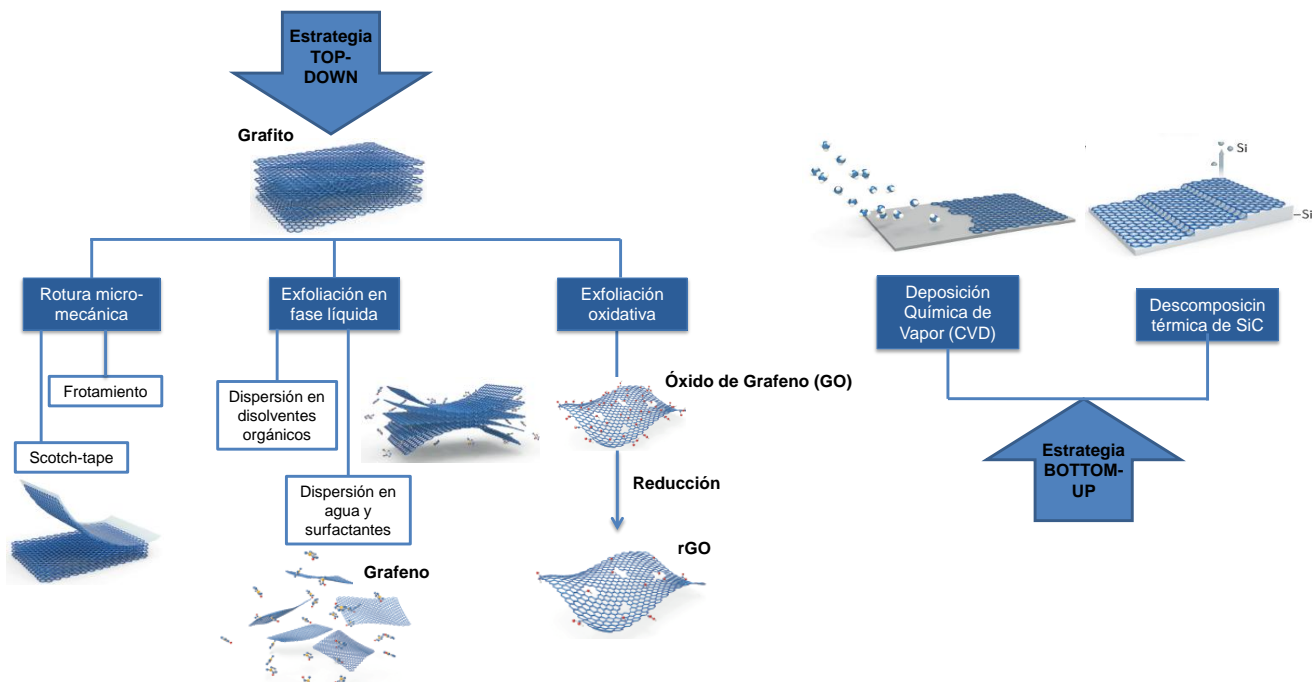 Estrategia
TOP-
DOWN
Grafito
Si
Si
Rotura micro-
mecánica
Exfoliación en
fase líquida
Exfoliación
oxidativa
Deposición
Química de
Vapor (CVD)
Descomposicin
térmica de SiC
Frotamiento
Dispersión en
disolventes
orgánicos
Óxido de Grafeno (GO)
Scotch-tape
Estrategia
BOTTOM-
UP
Reducción
Dispersión en
agua y
surfactantes
rGO
Grafeno